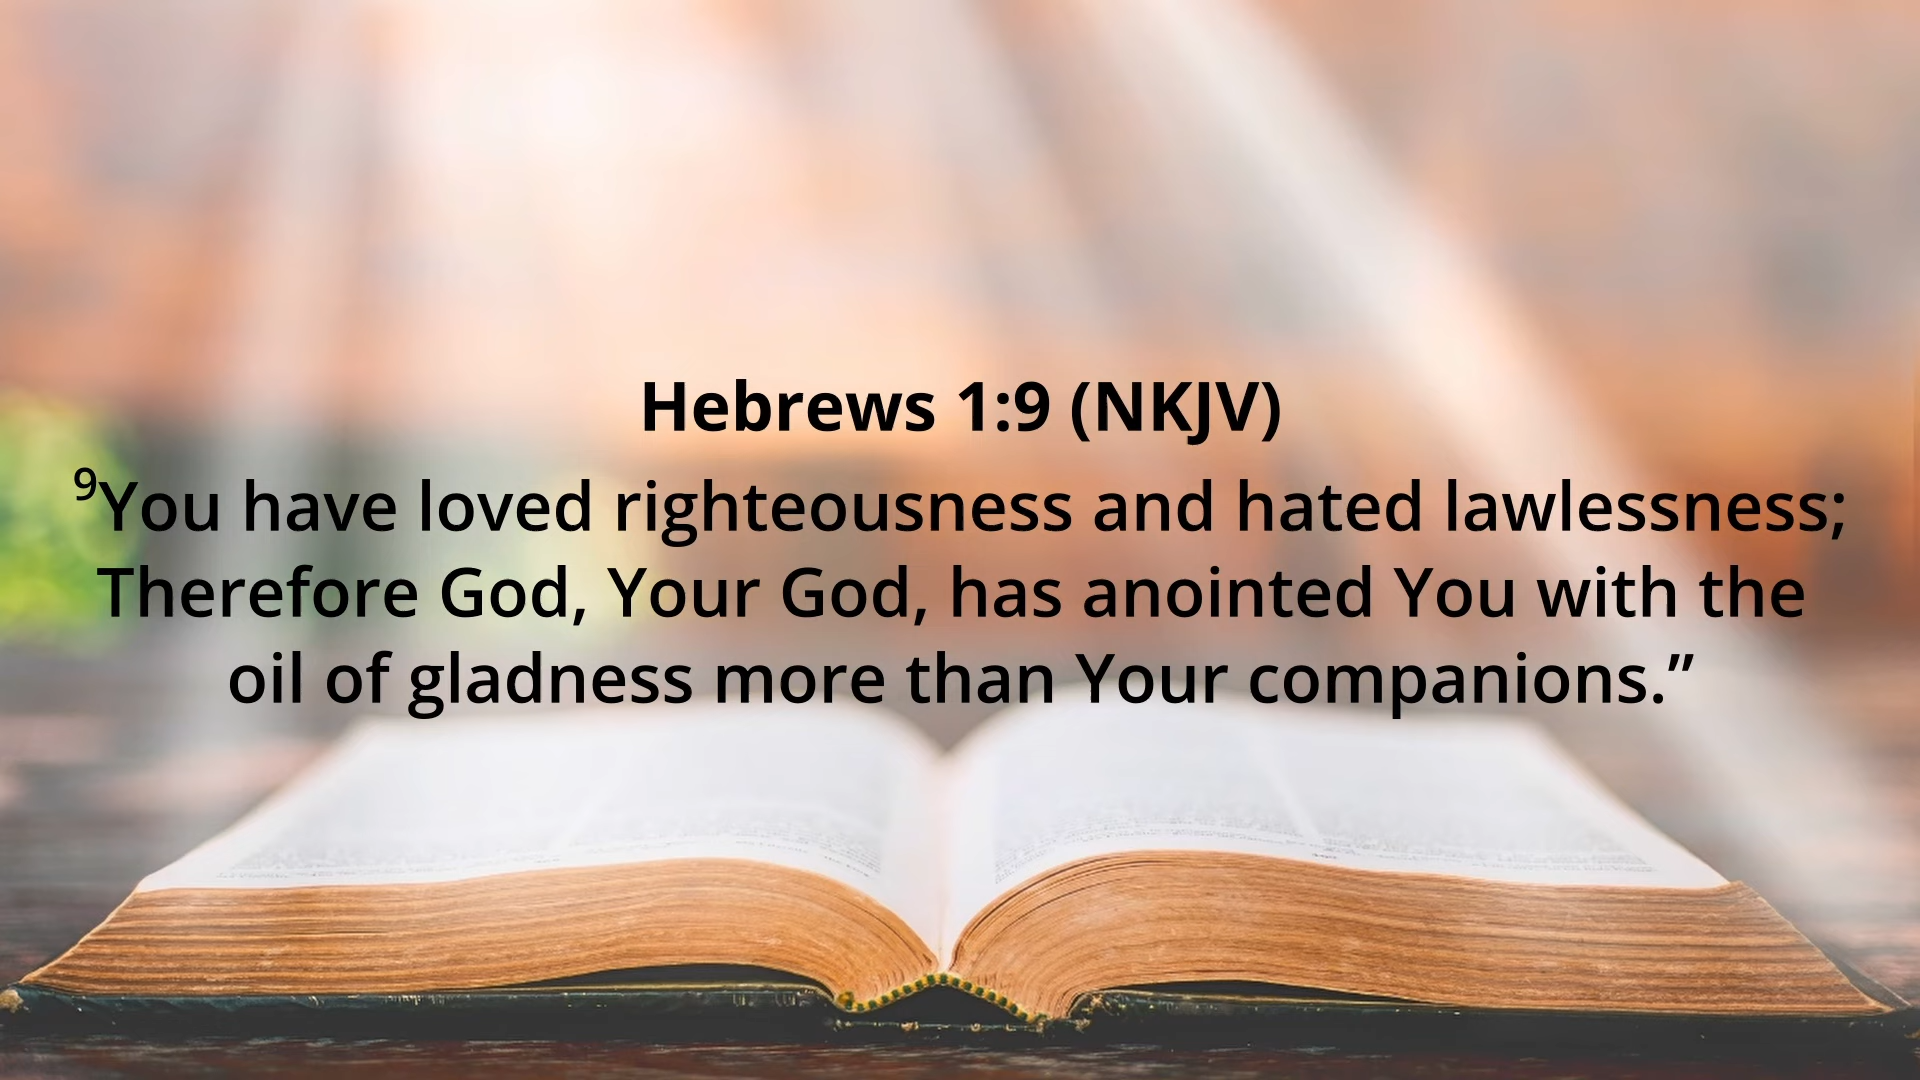 Hebrews 1:9 (NKJV)
⁹You have loved righteousness and hated lawlessness;
Therefore God, Your God, has anointed You with the
oil of gladness more than Your companions.”